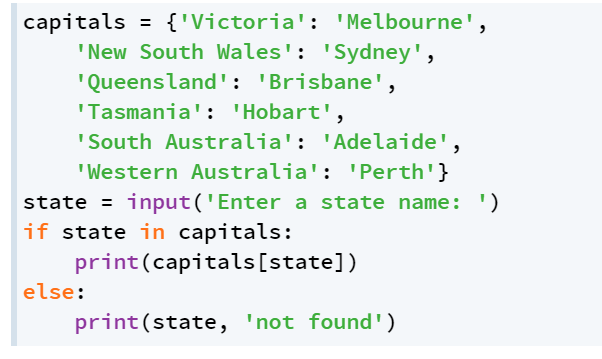 capitals = {'Victoria': 'Melbourne',
    'New South Wales': 'Sydney',
    'Queensland': 'Brisbane',
    'Tasmania': 'Hobart',
    'South Australia': 'Adelaide',
    'Western Australia': 'Perth'}
state = input('Enter a state name: ')
if state in capitals:
    print(capitals[state])
else:
    print(state, 'not found')